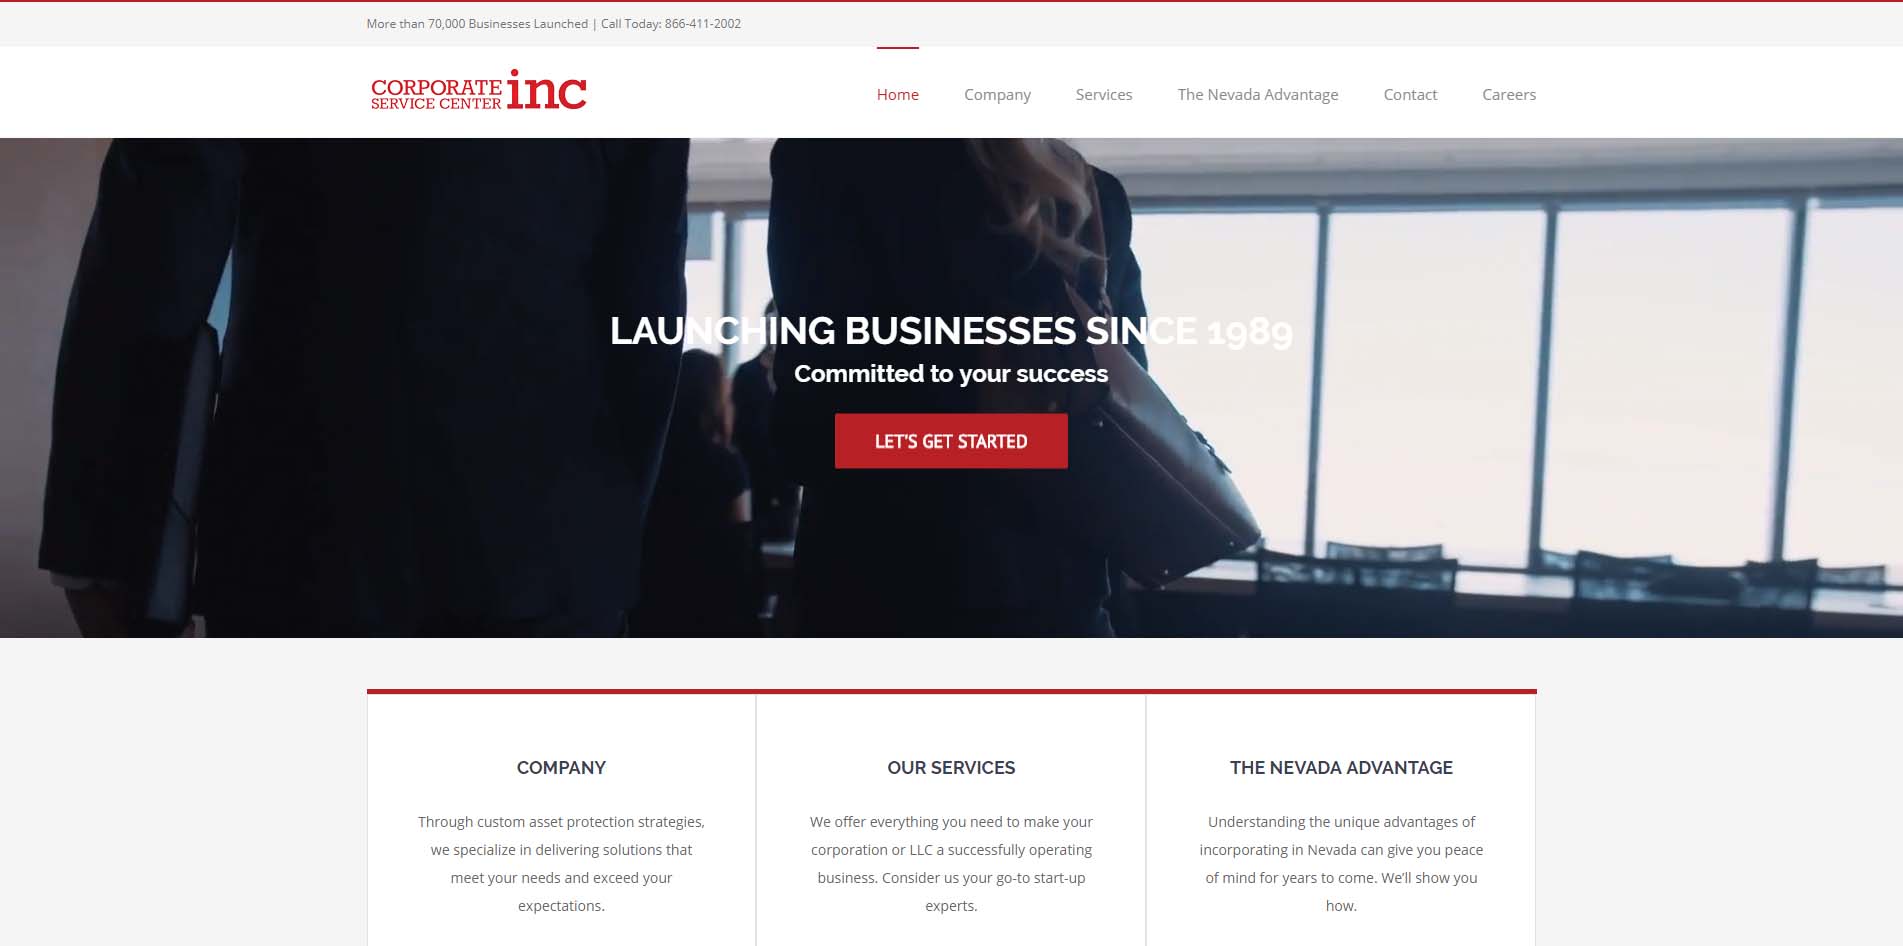 More than 70,000 Businesses Launched | Call Today: 866-411-2002
CORPORATE
SERVICE CENTER
inc
Home
Company
Services
The Nevada Advantage
Contact
Careers
LAUNCHING BUSINESSES SINCE 1989
Committed to your success
LET'S GET STARTED
COMPANY
Through custom asset protection strategies,
we specialize in delivering solutions that
meet your needs and exceed your
expectations.
OUR SERVICES
We offer everything you need to make your
corporation or LLC a successfully operating
business. Consider us your go-to start-up
experts.
THE NEVADA ADVANTAGE
Understanding the unique advantages of
incorporating in Nevada can give you peace
of mind for years to come. We’ll show you
how.